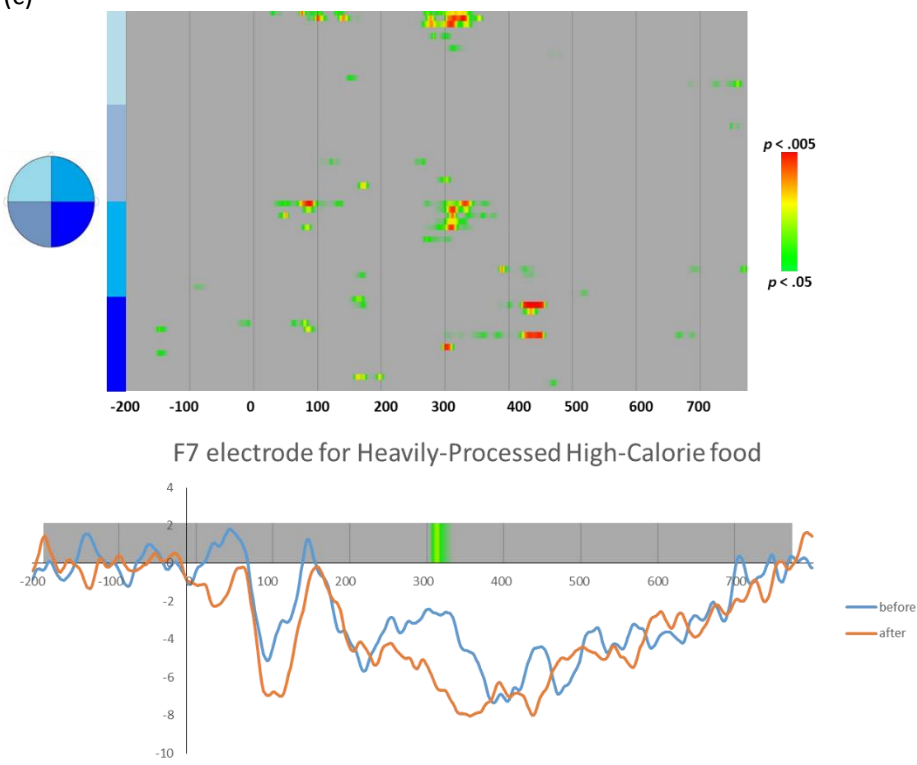 (c)
p < .005
p < .05
-200 -100 0 100 200 300 400 500 600 700
F7 electrode for Heavily-Processed High-Calorie food
4
2
0
-200 -100 0 100 200 300 400 500 600 700
-2
before
-4
after
-6
-8
-10